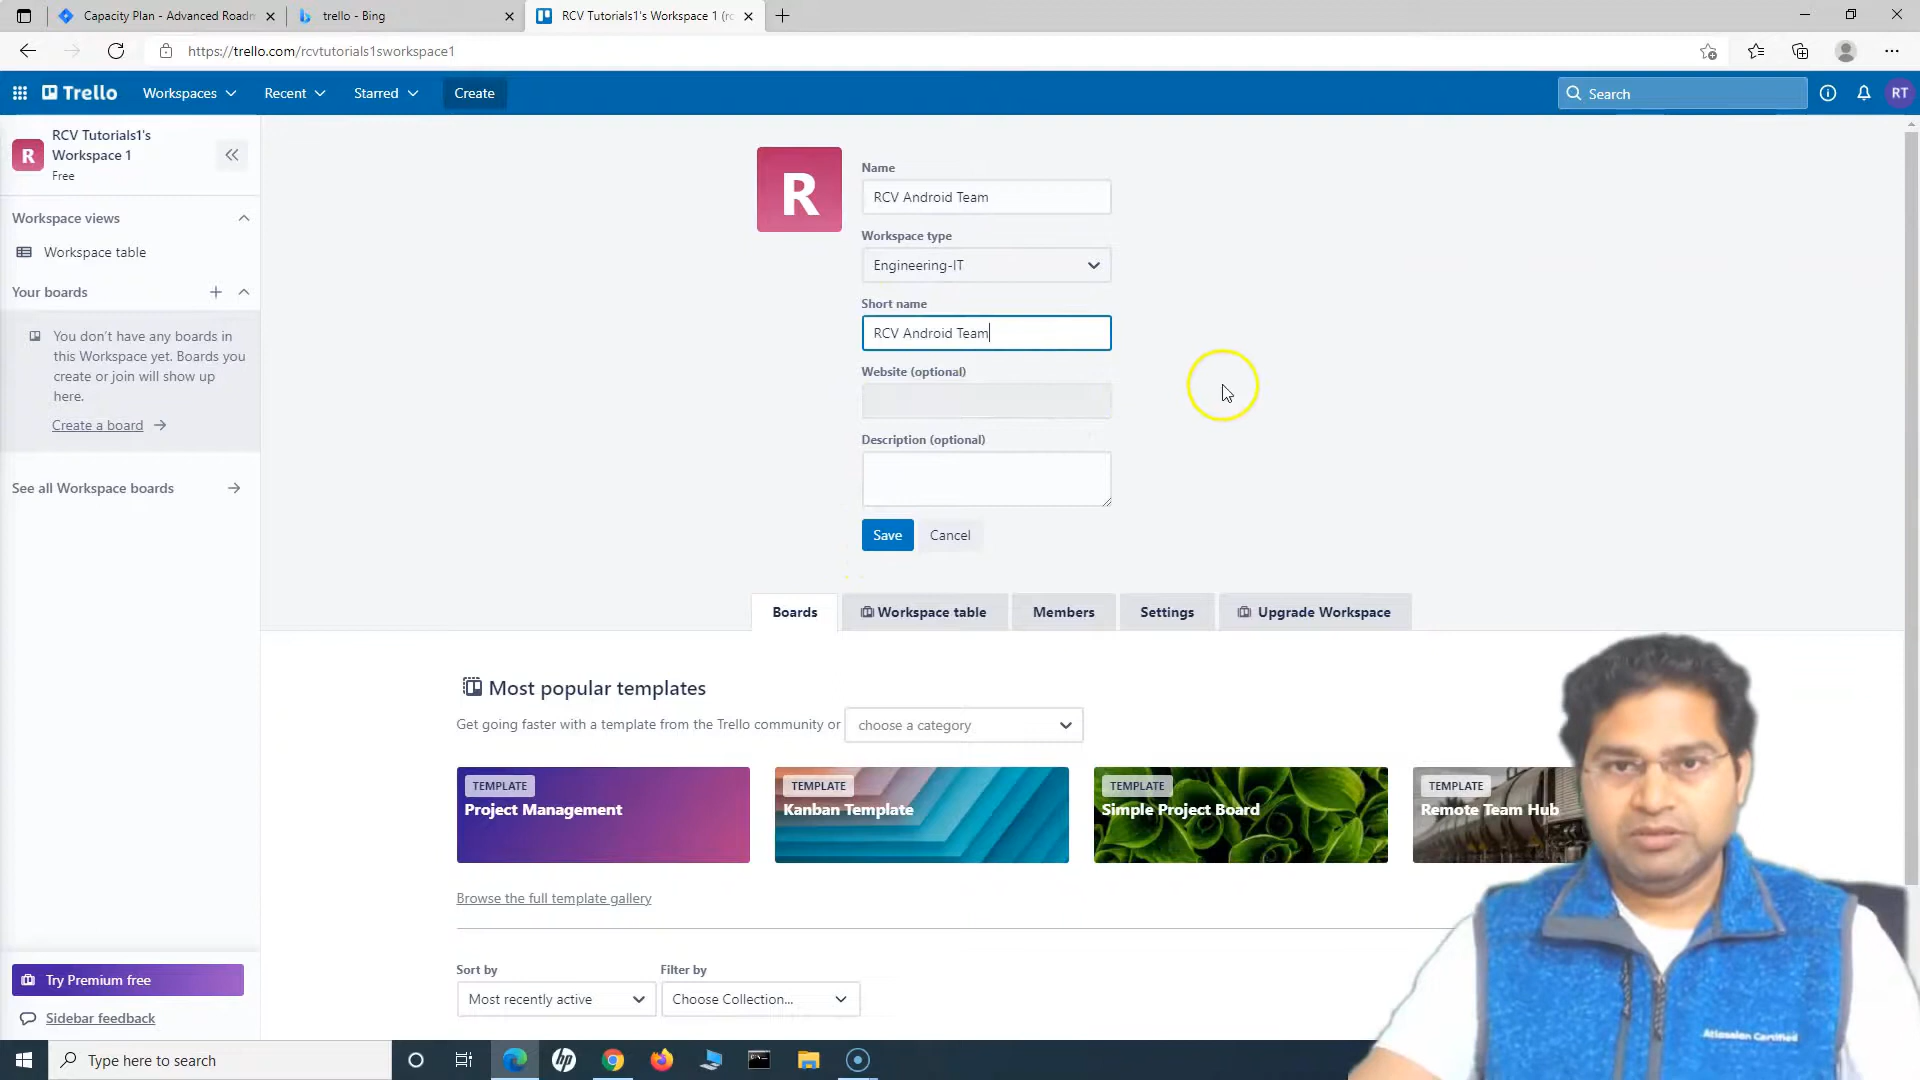 Capacity Plan - Advanced Roadm
trello - Bing
RCV Tutorials1's Workspace 1 (rc
https://trello.com/rcvtutorials1sworkspace1
Trello
Workspaces
Recent
Starred
Create
Search
RT
R
RCV Tutorials1's
Workspace 1
Free
Workspace views
Workspace table
Your boards
You don't have any boards in
this Workspace yet. Boards you
create or join will show up
here.
Create a board
See all Workspace boards
Try Premium free
Sidebar feedback
R
Name
RCV Android Team
Workspace type
Engineering-IT
Short name
RCV Android Team
Website (optional)
Description (optional)
Save
Cancel
Boards
Workspace table
Members
Settings
Upgrade Workspace
Most popular templates
Get going faster with a template from the Trello community or
choose a category
TEMPLATE
Project Management
TEMPLATE
Kanban Template
TEMPLATE
Simple Project Board
TEMPLATE
Remote Team Hub
Browse the full template gallery
Sort by
Most recently active
Filter by
Choose Collection...
Atlassian Certified
Type here to search
hp